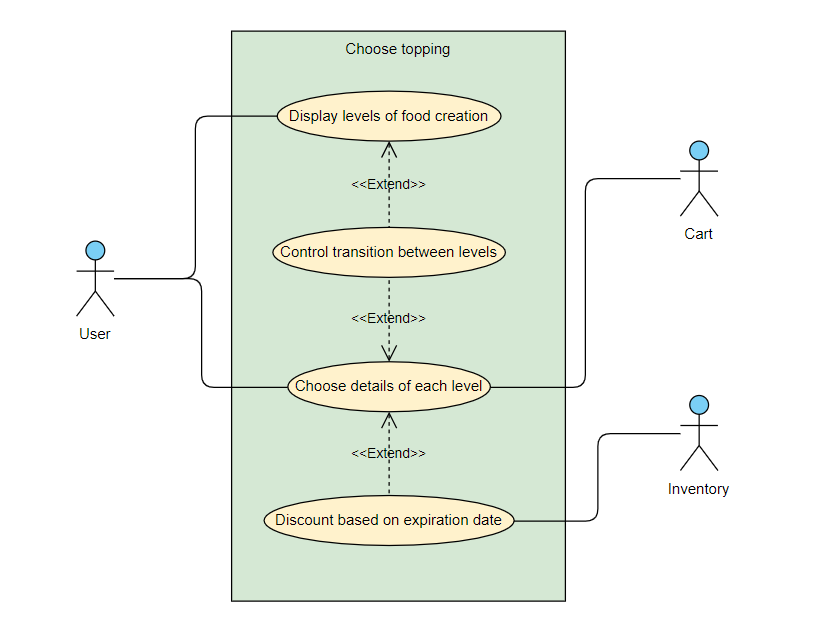 Choose topping
Display levels of food creation
<<Extend>>
Control transition between levels
<<Extend>>
Choose details of each level
<<Extend>>
Discount based on expiration date
User
Cart
Inventory